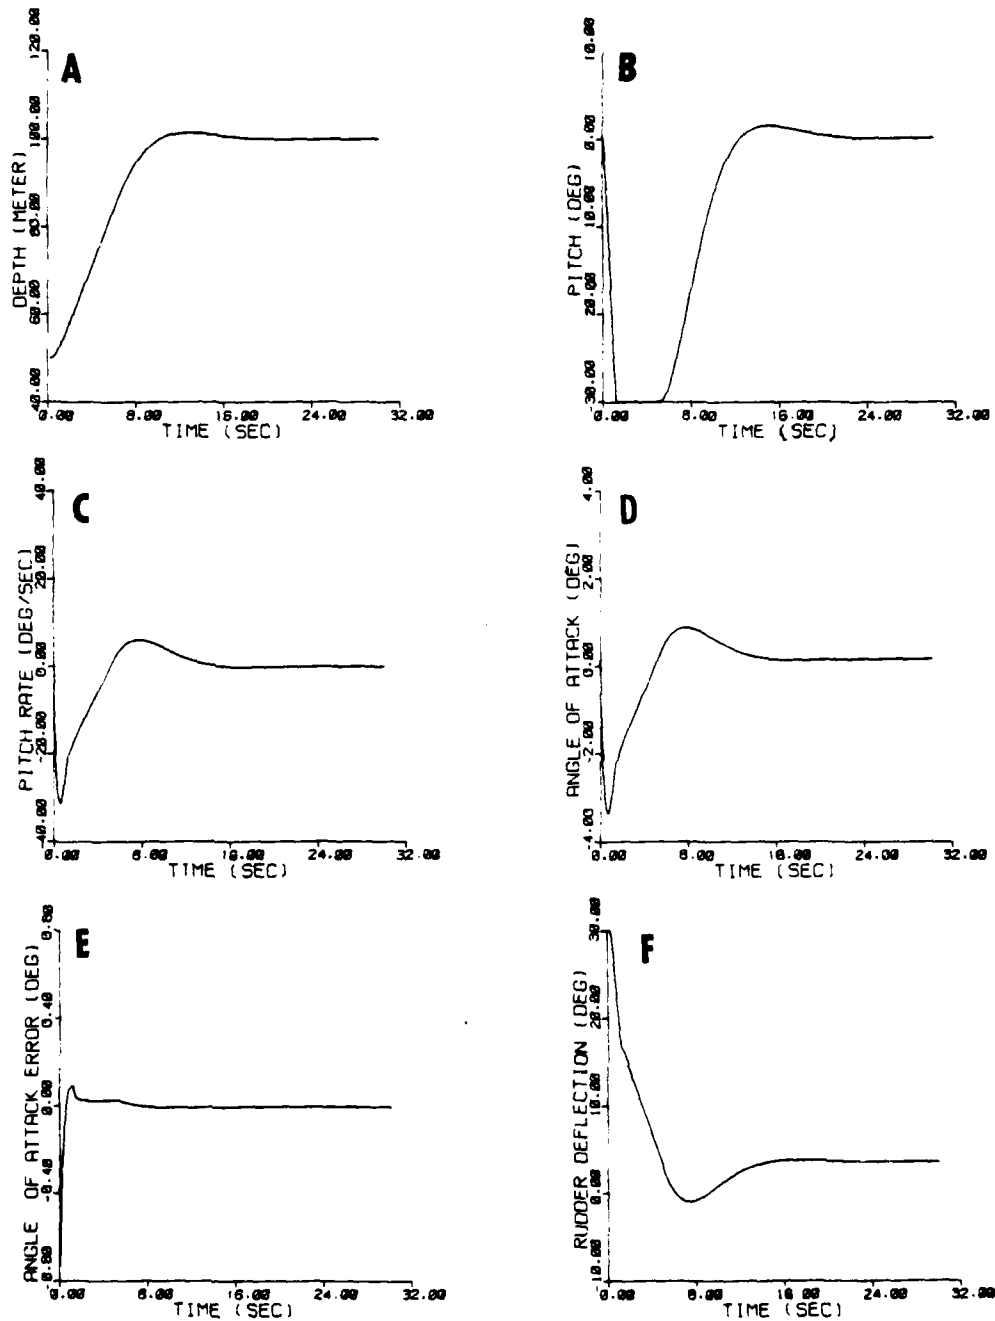 A
DEPTH (METER)
120.00
100.00
80.00
60.00
40.00
0.00 8.00 16.00 24.00 32.00
TIME (SEC)
B
PITCH (DEG)
10.00
0.00
10.00
20.00
-30.00
0.00 8.00 16.00 24.00 32.00
TIME (SEC)
C
PITCH RATE (DEG/SEC)
40.00
20.00
0.00
-20.00
-40.00
0.00 8.00 16.00 24.00 32.00
TIME (SEC)
D
ANGLE OF ATTACK (DEG)
4.00
2.00
0.00
-2.00
-4.00
0.00 8.00 16.00 24.00 32.00
TIME (SEC)
E
ANGLE OF ATTACK ERROR (DEG)
0.80
0.40
0.00
-0.40
-0.80
0.00 8.00 16.00 24.00 32.00
TIME (SEC)
F
RUDDER DEFLECTION (DEG)
30.00
20.00
10.00
0.00
10.00
0.00 8.00 16.00 24.00 32.00
TIME (SEC)